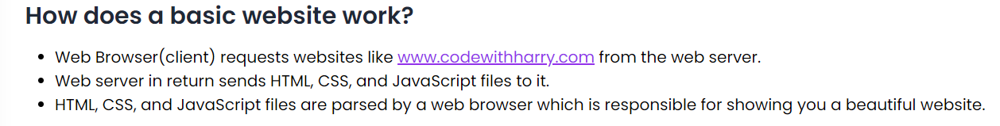 How does a basic website work?
• Web Browser(client) requests websites like www.codewithharry.com from the web server.
• Web server in return sends HTML, CSS, and JavaScript files to it.
• HTML, CSS, and JavaScript files are parsed by a web browser which is responsible for showing you a beautiful website.